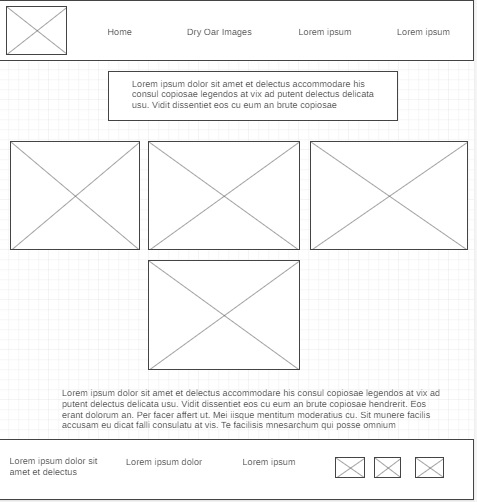 Home Dry Oar Images Lorem ipsum Lorem ipsum
Lorem ipsum dolor sit amet et delectus accommodare his
consul copiosae legendos at vix ad putent delectus delicata
usu. Vidit dissentiet eos cu eum an brute copiosae
Lorem ipsum dolor sit amet et delectus accommodare his consul copiosae legendos at vix ad
putent delectus delicata usu. Vidit dissentiet eos cu eum an brute copiosae hendrerit. Eos
erant dolorum an. Per facer affert ut. Mei iisque mentitum moderatius cu. Sit munere facilis
accusam eu dicat falli consulatu at vis. Te facilisis mnesarchum qui posse omnium
Lorem ipsum dolor sit
amet et delectus
Lorem ipsum dolor
Lorem ipsum